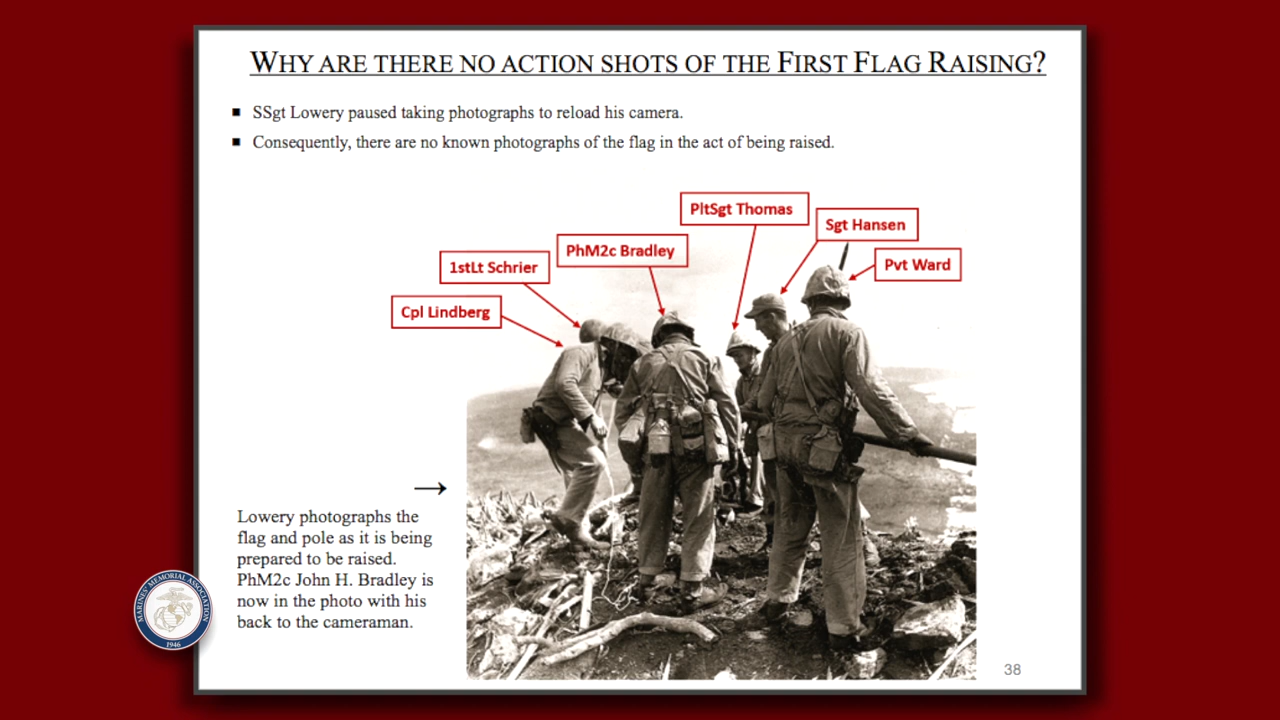 WHY ARE THERE NO ACTION SHOTS OF THE FIRST FLAG RAISING?
▪ SSgt Lowery paused taking photographs to reload his camera.
▪ Consequently, there are no known photographs of the flag in the act of being raised.
PltSgt Thomas
Sgt Hansen
PhM2c Bradley
1stLt Schrier
Pvt Ward
Cpl Lindberg
→
Lowery photographs the
flag and pole as it is being
prepared to be raised.
PhM2c John H. Bradley is
now in the photo with his
back to the cameraman.
MARINES' MEMORIAL ASSOCIATION
1946
38